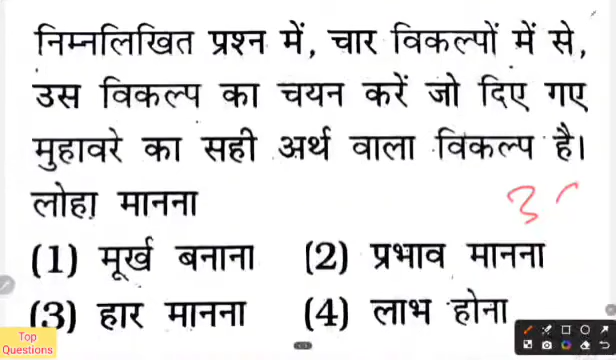 निम्नलिखित प्रश्न में, चार विकल्पों में से,
उस विकल्प का चयन करें जो दिए गए
मुहावरे का सही अर्थ वाला विकल्प है।
लोहा मानना
(1) मूर्ख बनाना (2) प्रभाव मानना
(3) हार मानना (4) लाभ होना
Top
Questions